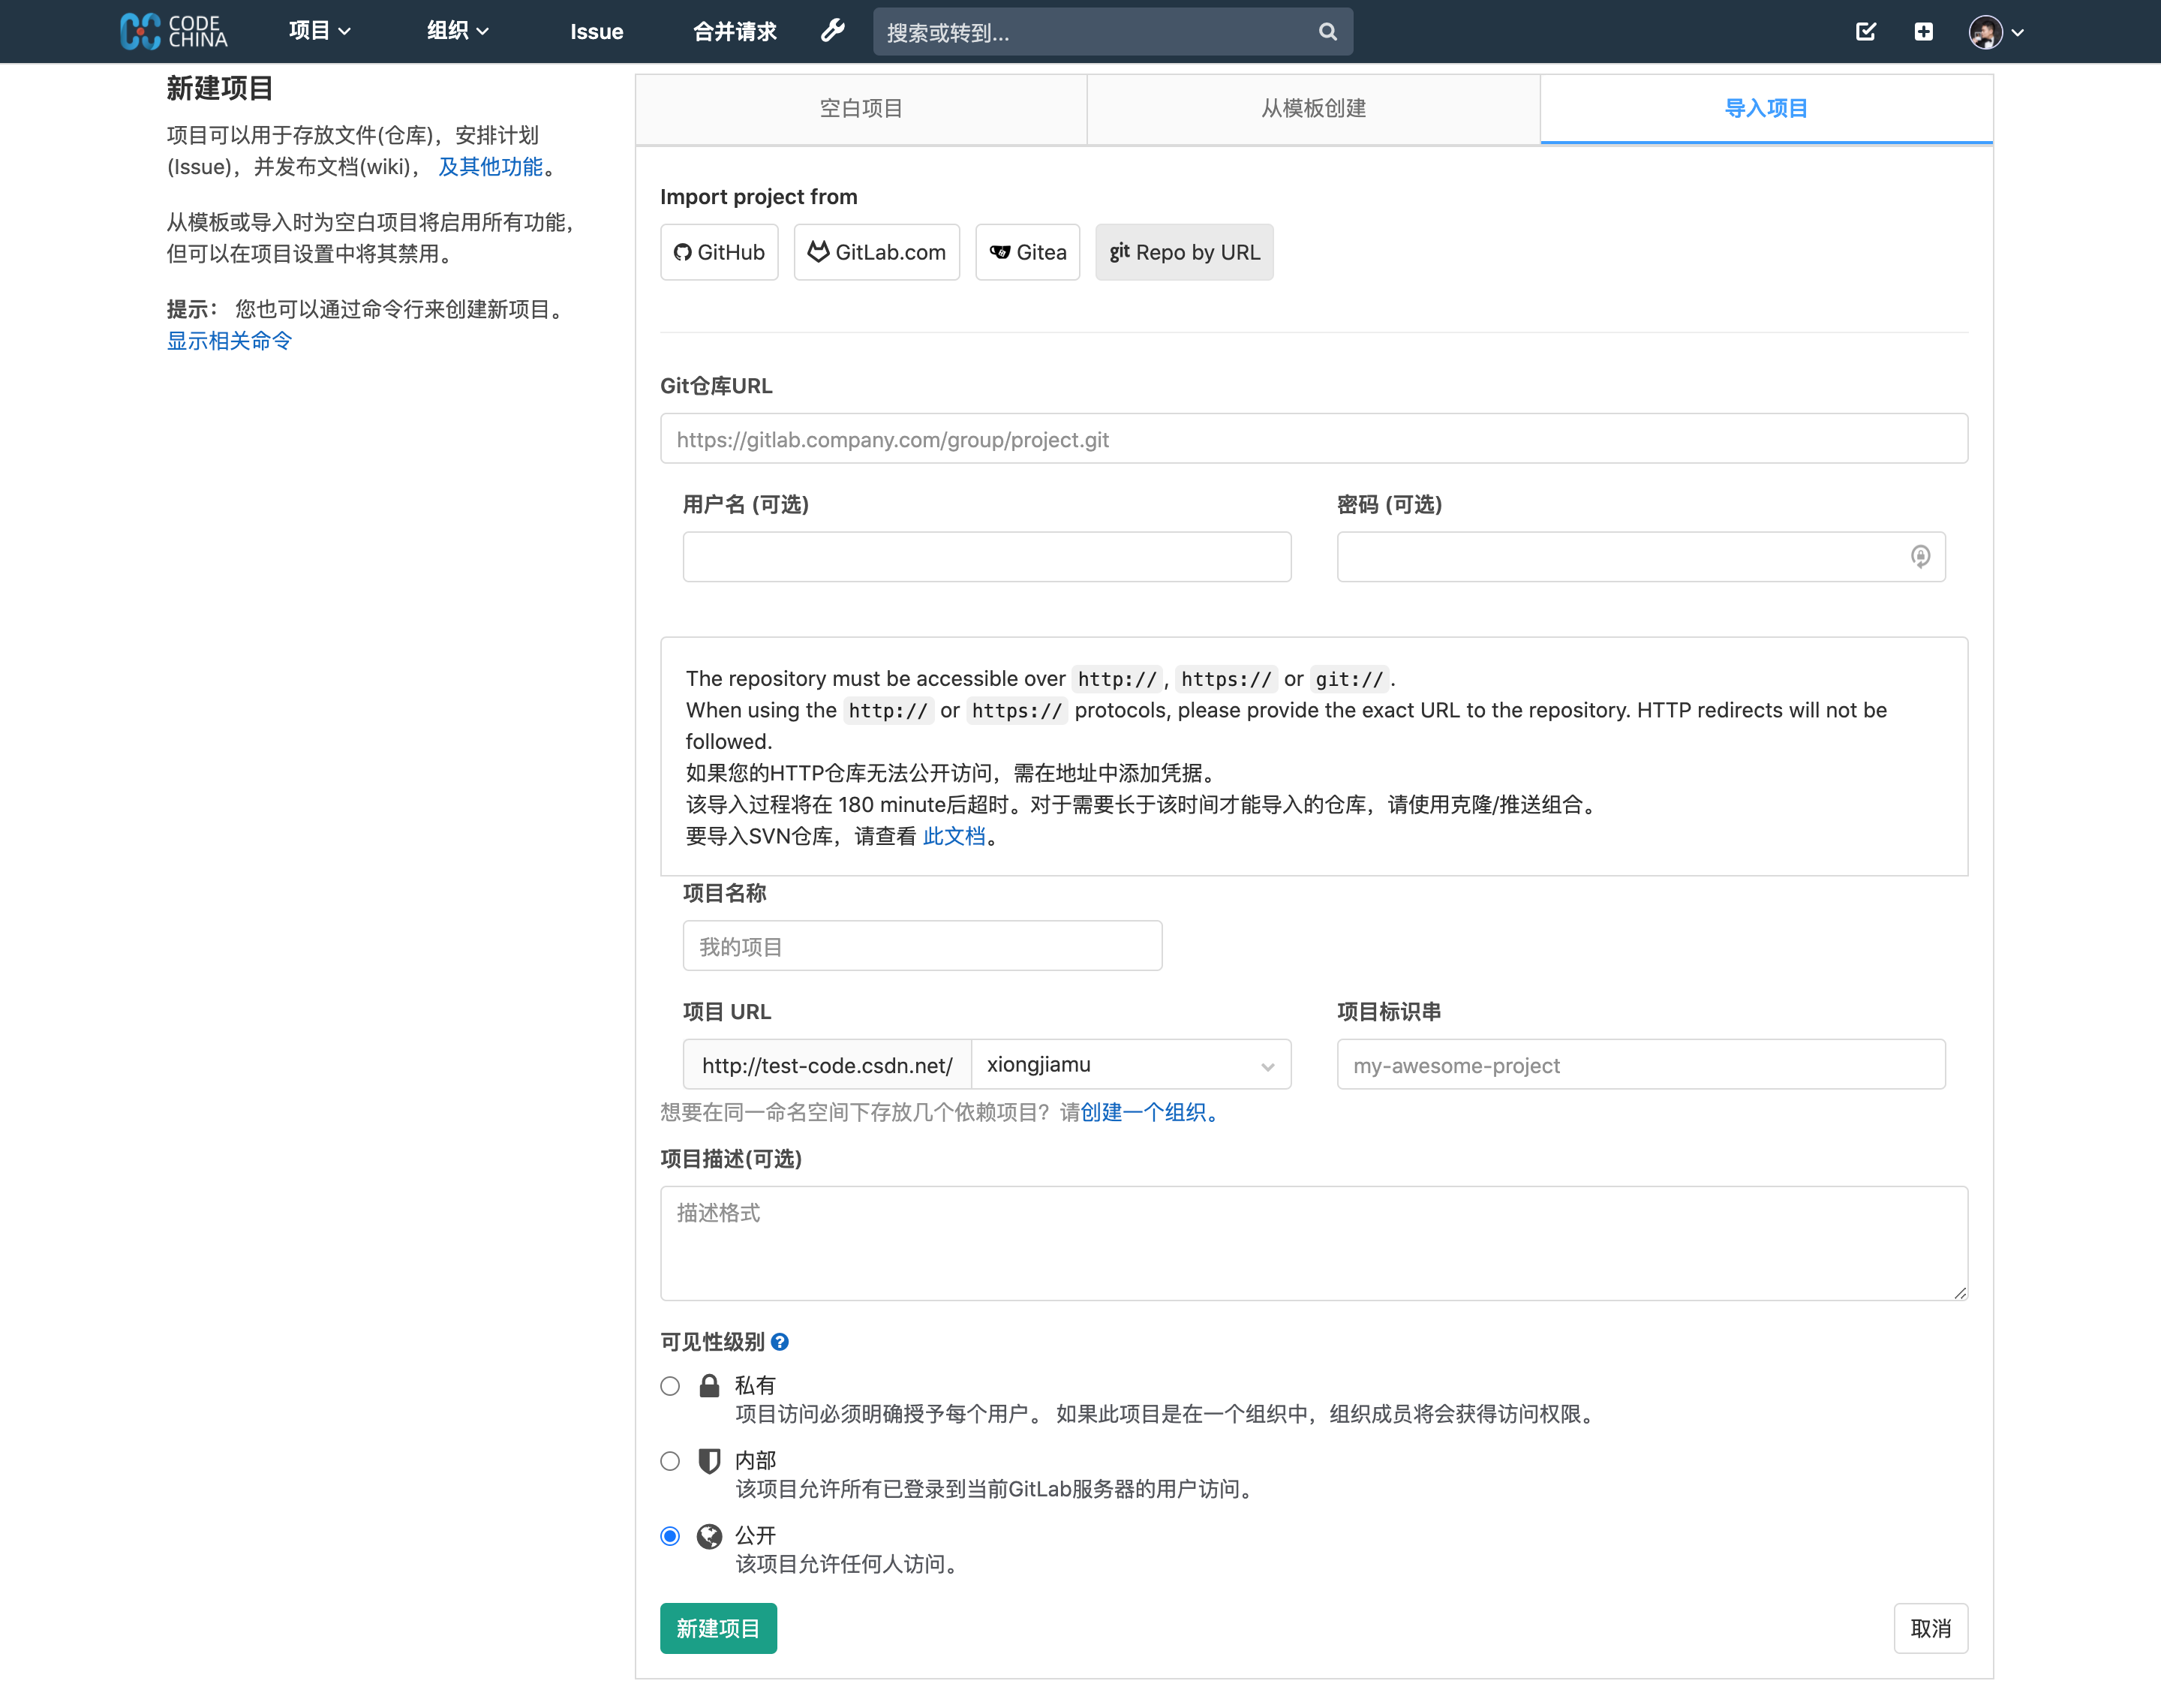 CODE CHINA
项目
组织
Issue
合并请求
搜索或转到...
新建项目
项目可以用于存放文件(仓库)，安排计划
(Issue)，并发布文档(wiki)， 及其他功能。
从模板或导入时为空白项目将启用所有功能，
但可以在项目设置中将其禁用。
提示： 您也可以通过命令行来创建新项目。
显示相关命令
空白项目
从模板创建
导入项目
Import project from
GitHub
GitLab.com
Gitea
git Repo by URL
Git仓库URL
https://gitlab.company.com/group/project.git
用户名 (可选)
密码 (可选)
The repository must be accessible over http://, https:// or git://.
When using the http:// or https:// protocols, please provide the exact URL to the repository. HTTP redirects will not be
followed.
如果您的HTTP仓库无法公开访问，需在地址中添加凭据。
该导入过程将在 180 minute后超时。对于需要长于该时间才能导入的仓库，请使用克隆/推送组合。
要导入SVN仓库，请查看 此文档。
项目名称
我的项目
项目 URL
项目标识串
http://test-code.csdn.net/
xiongjiamu
my-awesome-project
想要在同一命名空间下存放几个依赖项目？请创建一个组织。
项目描述(可选)
描述格式
可见性级别
私有
项目访问必须明确授予每个用户。 如果此项目是在一个组织中，组织成员将会获得访问权限。
内部
该项目允许所有已登录到当前GitLab服务器的用户访问。
公开
该项目允许任何人访问。
新建项目
取消